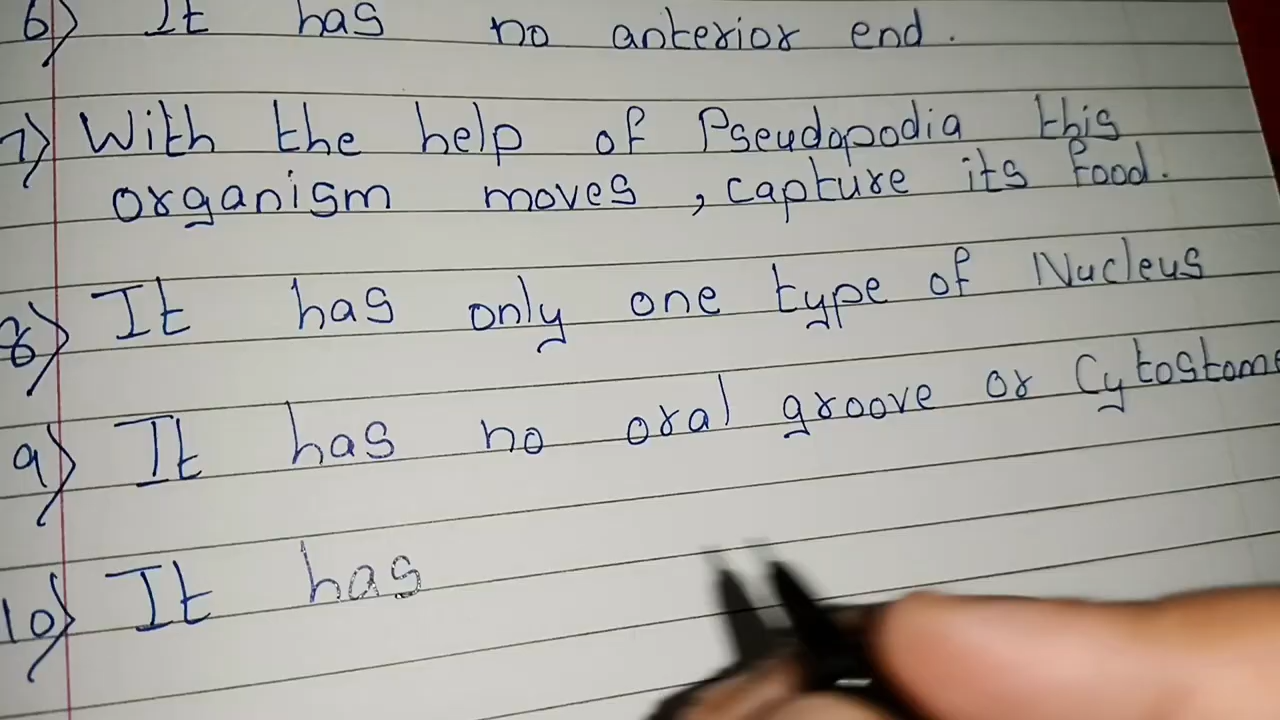 6) It has no anterior end.
7) With the help of Pseudopodia this
organism moves, capture its food.
8) It has only one type of Nucleus
9) It has no oral groove or Cytostome
10) It has